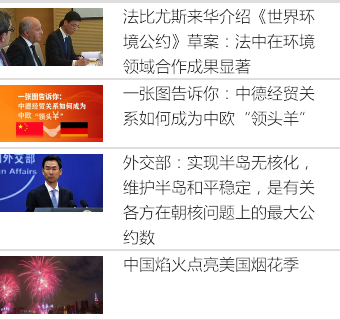 法比尤斯来华介绍《世界环
境公约》草案：法中在环境
领域合作成果显著
一张图告诉你：
中德经贸关系如何成为
中欧“领头羊”
一张图告诉你：中德经贸关
系如何成为中欧“领头羊”
外交部
n Affairs
外交部：实现半岛无核化，
维护半岛和平稳定，是有关
各方在朝核问题上的最大公
约数
中国焰火点亮美国烟花季